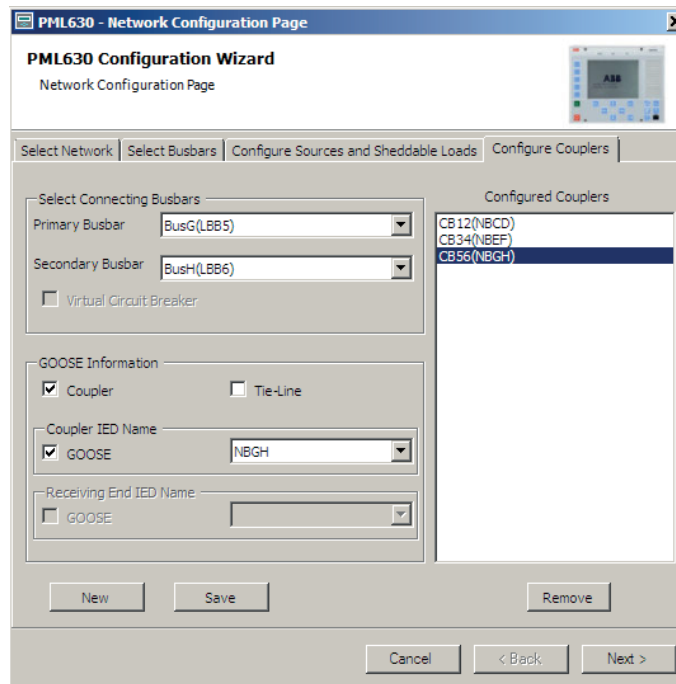 PML630 - Network Configuration Page
PML630 Configuration Wizard
Network Configuration Page
ABB
Select Network Select Busbars Configure Sources and Sheddable Loads Configure Couplers
Select Connecting Busbars
Primary Busbar BusG(LBB5)
Secondary Busbar BusH(LBB6)
Virtual Circuit Breaker
GOOSE Information
Coupler Tie-Line
Coupler IED Name
GOOSE NBGH
Receiving End IED Name
GOOSE
Configured Couplers
CB12(NBCD)
CB34(NBEF)
CB56(NBGH)
New Save Remove
Cancel < Back Next >